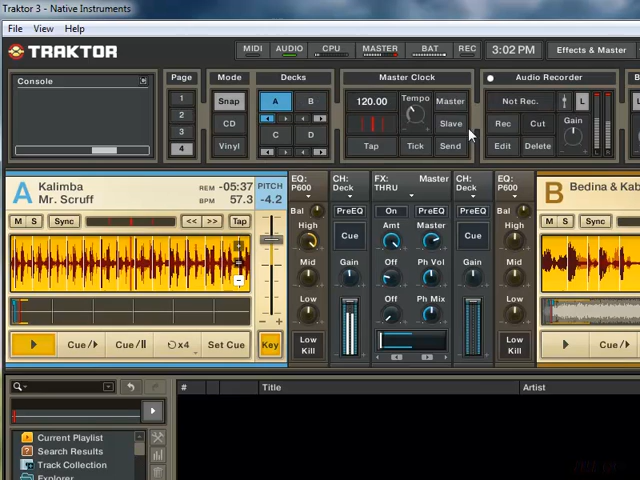 Traktor 3 - Native Instruments
File View Help
TRAKTOR
MIDI AUDIO CPU MASTER BAT REC 3:02 PM Effects & Master
Console Page Mode Decks Master Clock Audio Recorder
1 Snap A B 120.00 Tempo Master Not Rec. L
2 CD Slave Rec Cut Gain
3 C D
4 Vinyl Tap Tick Send Edit Delete
A Kalimba REM -05:37 PITCH EQ: P600 FX: THRU Master CH: Deck EQ: P600 B Bedina & Kab
Mr. Scruff BPM 57.3 -4.2 CH: Deck
M S Sync << >> Tap Bal PreEQ On PreEQ PreEQ Bal M S Sync
High Cue Amt Master Cue High
Mid Gain Off Ph Vol Gain Mid
Low Off Ph Mix Low
Cue/ Cue/ x4 Set Cue Key Low Kill Low Kill Cue/
# Title Artist
Current Playlist
Search Results
Track Collection
Explorer